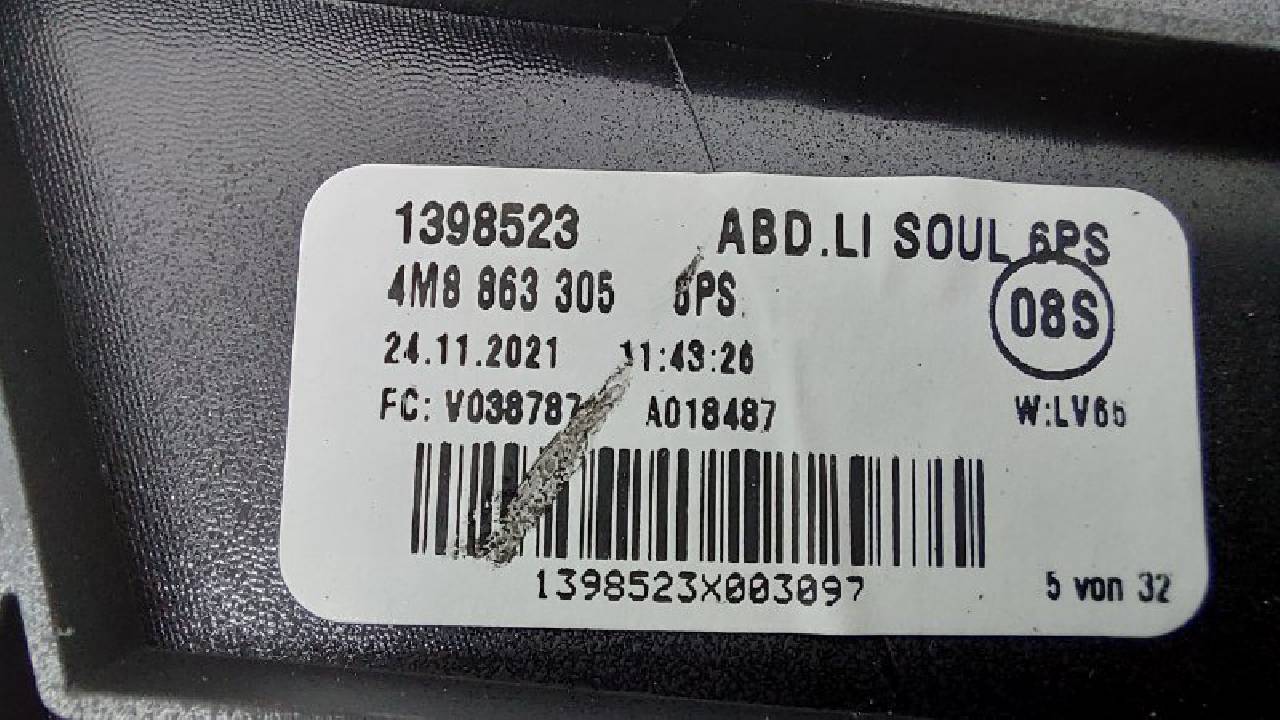 1398523 ABD.LI SOUL 6PS
4M8 863 305 6PS
08S
24.11.2021 11:43:26
FC: A018487 W:LV66
1398523X003097 5 von 32